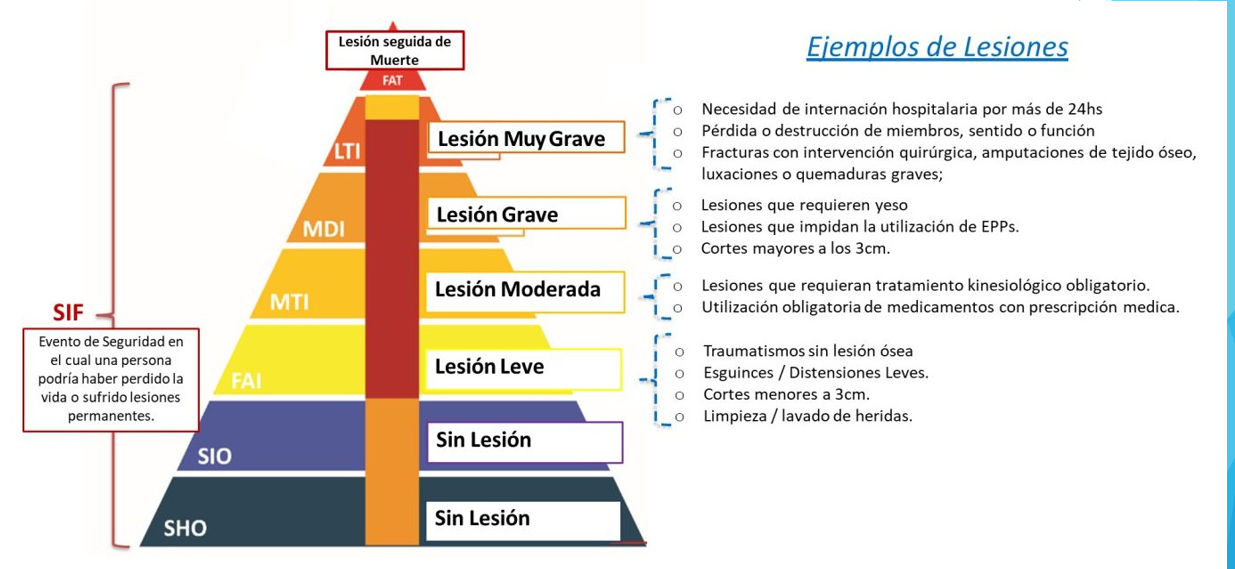 Lesión seguida de
Muerte
FAT
Ejemplos de Lesiones
LTI
Lesión Muy Grave
o Necesidad de internación hospitalaria por más de 24hs
o Pérdida o destrucción de miembros, sentido o función
o Fracturas con intervención quirúrgica, amputaciones de tejido óseo,
luxaciones o quemaduras graves;
MDI
Lesión Grave
o Lesiones que requieren yeso
o Lesiones que impidan la utilización de EPPs.
o Cortes mayores a los 3cm.
MTI
Lesión Moderada
o Lesiones que requieran tratamiento kinesiológico obligatorio.
o Utilización obligatoria de medicamentos con prescripción medica.
SIF
Evento de Seguridad en
el cual una persona
podría haber perdido la
vida o sufrido lesiones
permanentes.
FAI
Lesión Leve
o Traumatismos sin lesión ósea
o Esguinces / Distensiones Leves.
o Cortes menores a 3cm.
o Limpieza / lavado de heridas.
SIO
Sin Lesión
SHO
Sin Lesión